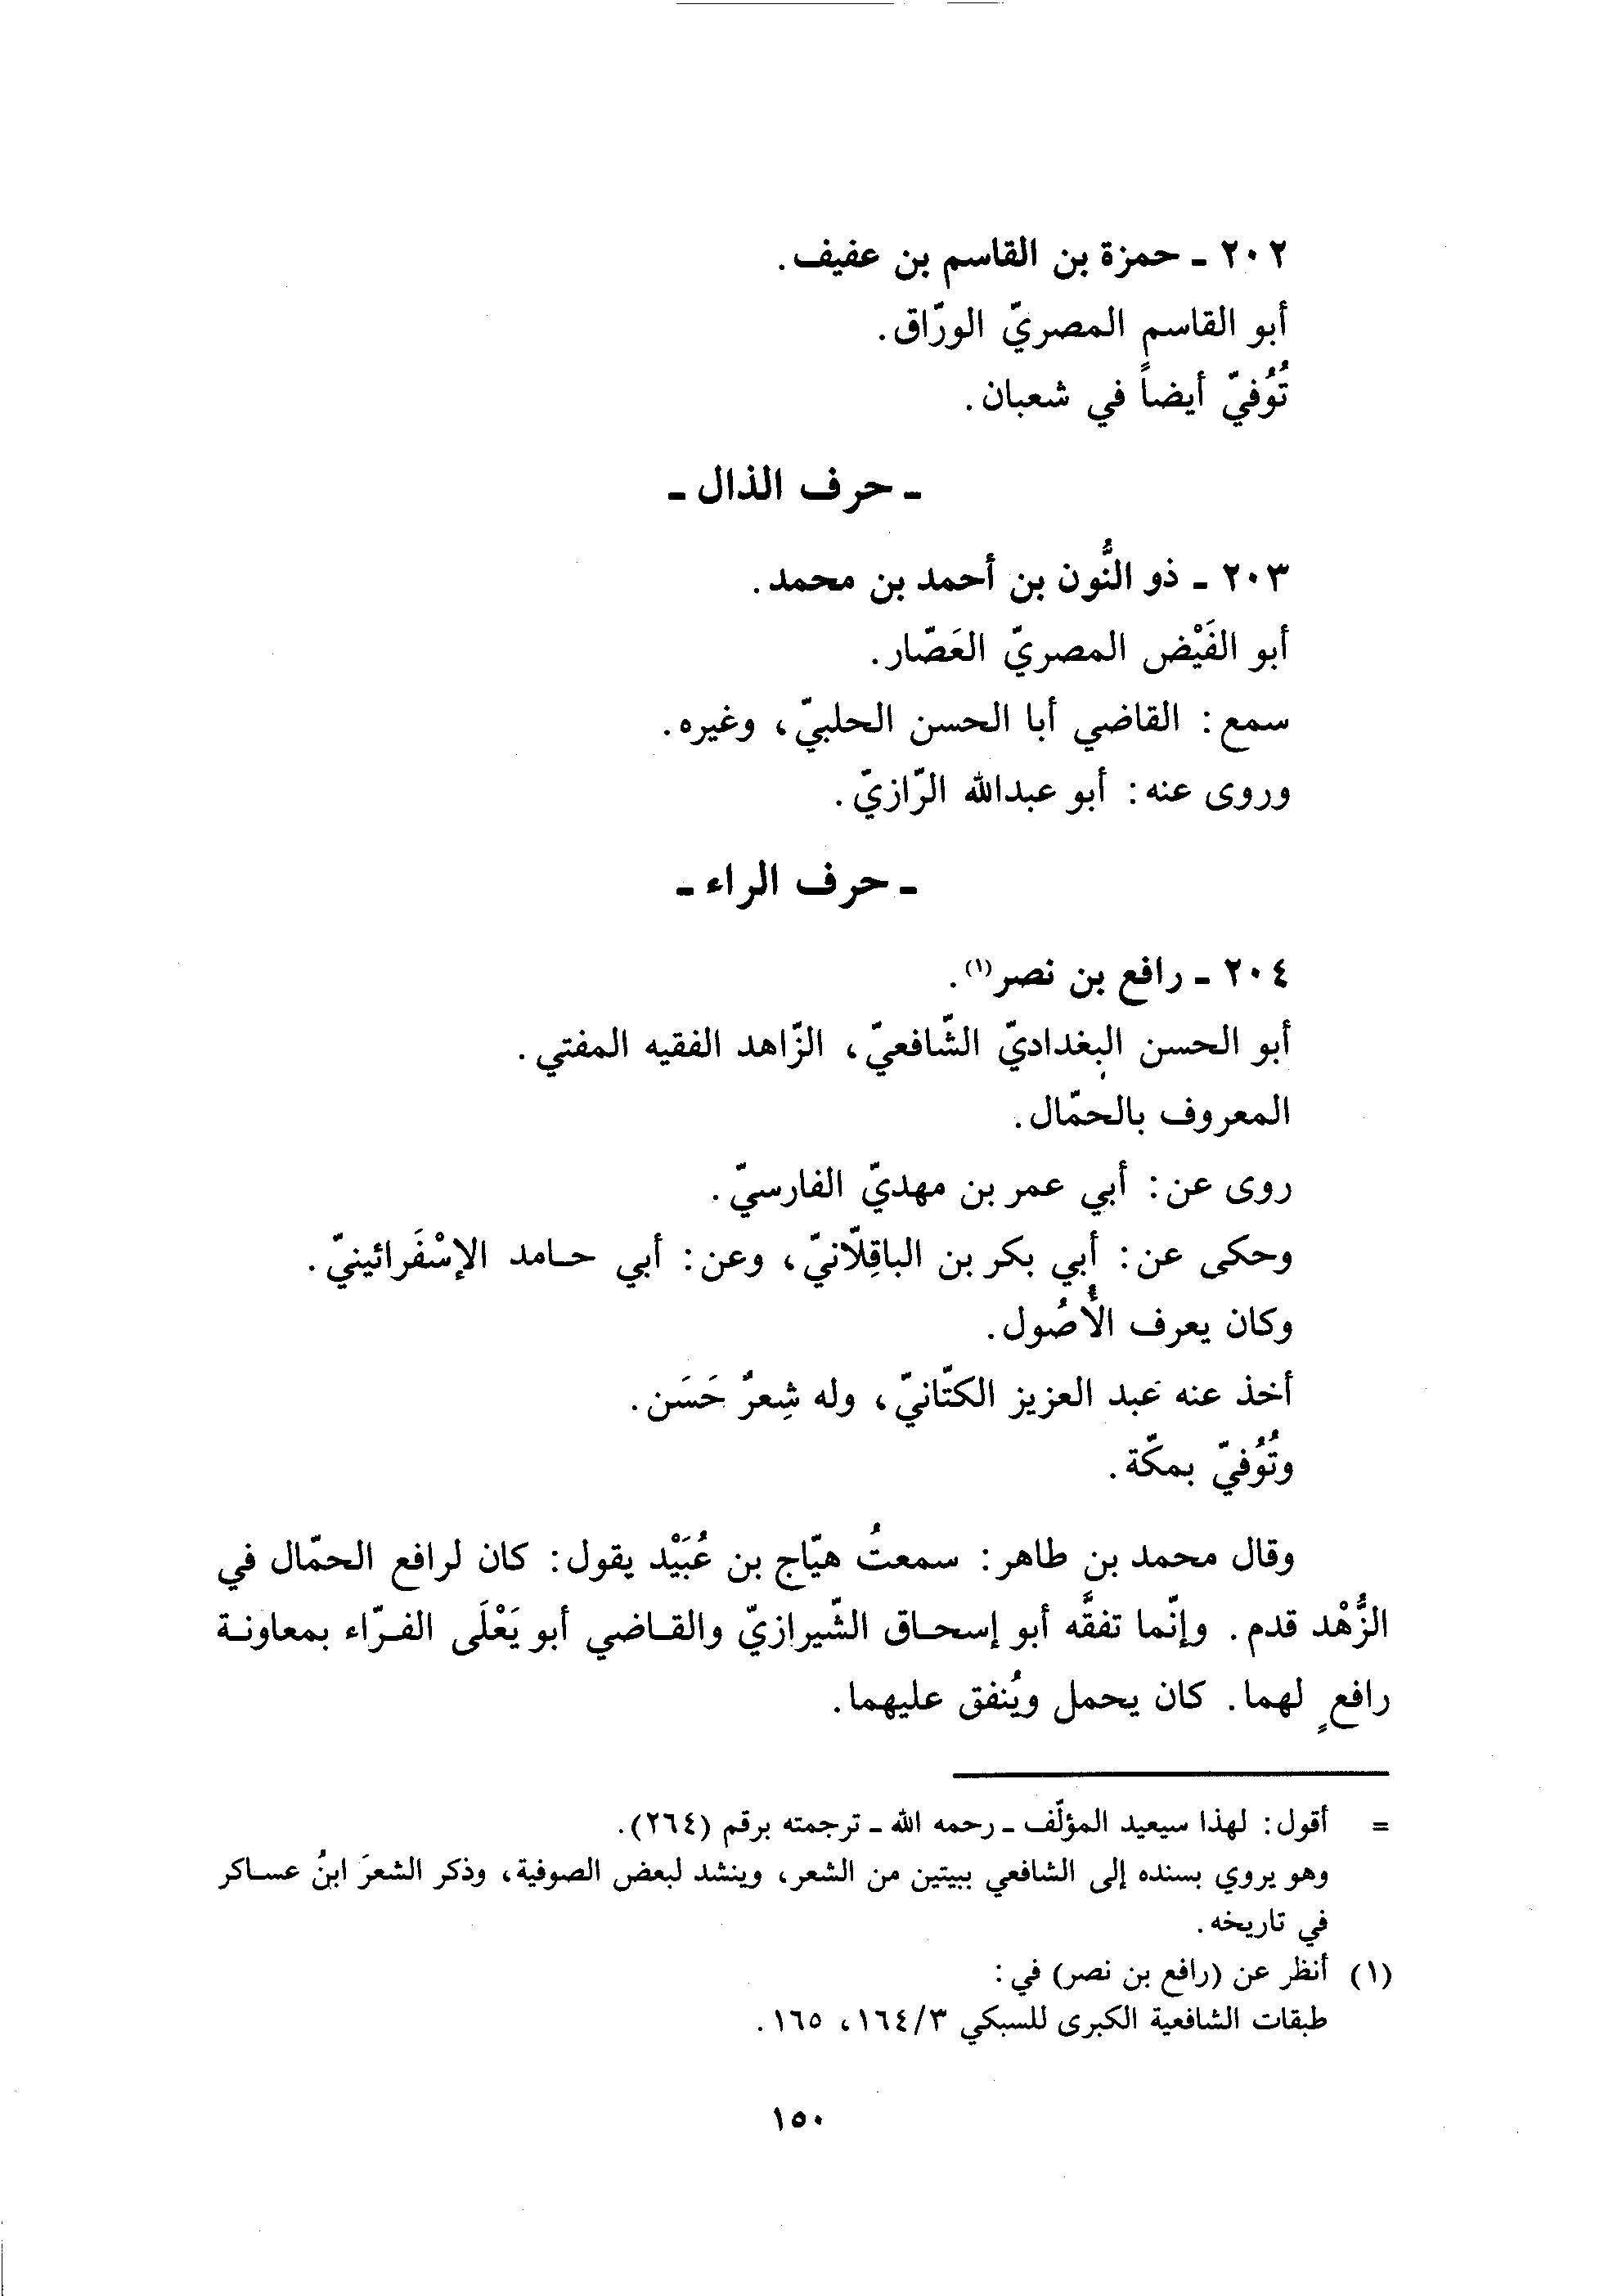 ٢٠٢ - حمزة بن القاسم بن عفيف.
أبو القاسم المصريّ الورّاق.
تُوُفيّ أيضاً في شعبان.
- حرف الذال -
٢٠٣ - ذو النُّون بن أحمد بن محمد.
أبو الفَيْض المصريّ العَصّار.
سمع: القاضي أبا الحسن الحلبيّ، وغيره.
وروى عنه: أبو عبدالله الرّازيّ.
- حرف الراء -
٢٠٤ - رافع بن نصر(١).
أبو الحسن البغداديّ الشّافعيّ، الزّاهد الفقيه المفتي.
المعروف بالحمّال.
روى عن: أبي عمر بن مهديّ الفارسيّ.
وحكى عن: أبي بكر بن الباقِلّانيّ، وعن: أبي حامد الإسْفَرائينيّ.
وكان يعرف الأُصُول.
أخذ عنه عبد العزيز الكتّانيّ، وله شِعرٌ حَسَن.
وتُوُفيّ بمكّة.
وقال محمد بن طاهر: سمعتُ هيّاج بن عُبَيْد يقول: كان لرافع الحمّال في
الزُّهْد قدم. وإنّما تفقَّه أبو إسحاق الشّيرازيّ والقاضي أبو يَعْلَى الفرّاء بمعاونة
رافعٍ لهما. كان يحمل ويُنفق عليهما.
= أقول: لهذا سيعيد المؤلّف - رحمه الله - ترجمته برقم (٢٦٤).
وهو يروي بسنده إلى الشافعي ببيتين من الشعر، وينشد لبعض الصوفية، وذكر الشعرَ ابنُ عساكر
في تاريخه.
(١) أنظر عن (رافع بن نصر) في:
طبقات الشافعية الكبرى للسبكي ١٦٤/٣، ١٦٥.
١٥٠